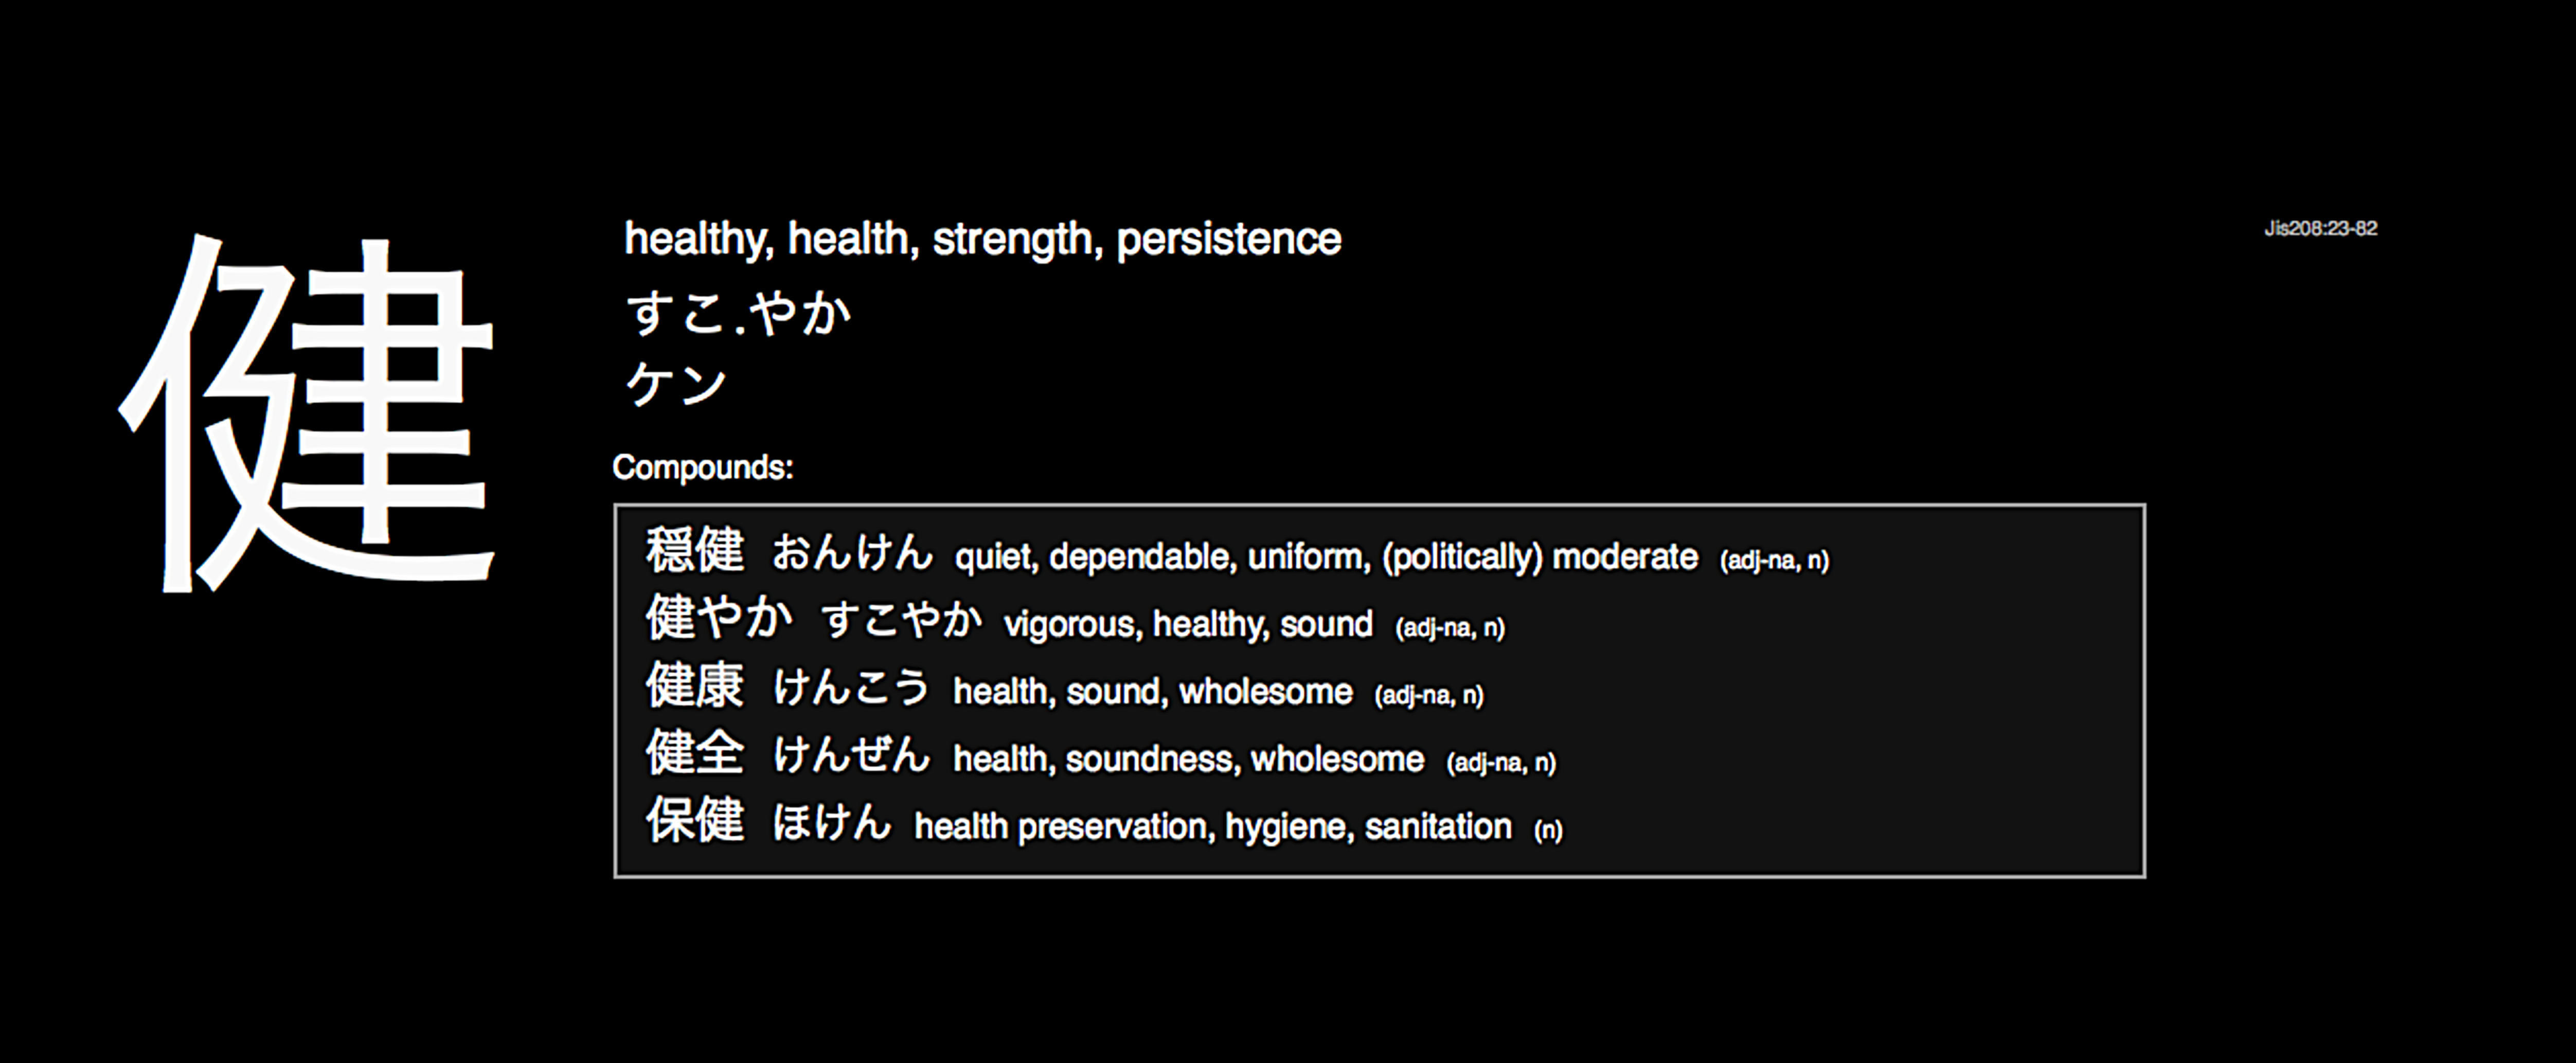 健
healthy, health, strength, persistence
Jis208:23-82
すこ.やか
ケン
Compounds:
穏健 おんけん quiet, dependable, uniform, (politically) moderate (adj-na, n)
健やか すこやか vigorous, healthy, sound (adj-na, n)
健康 けんこう health, sound, wholesome (adj-na, n)
健全 けんぜん health, soundness, wholesome (adj-na, n)
保健 ほけん health preservation, hygiene, sanitation (n)